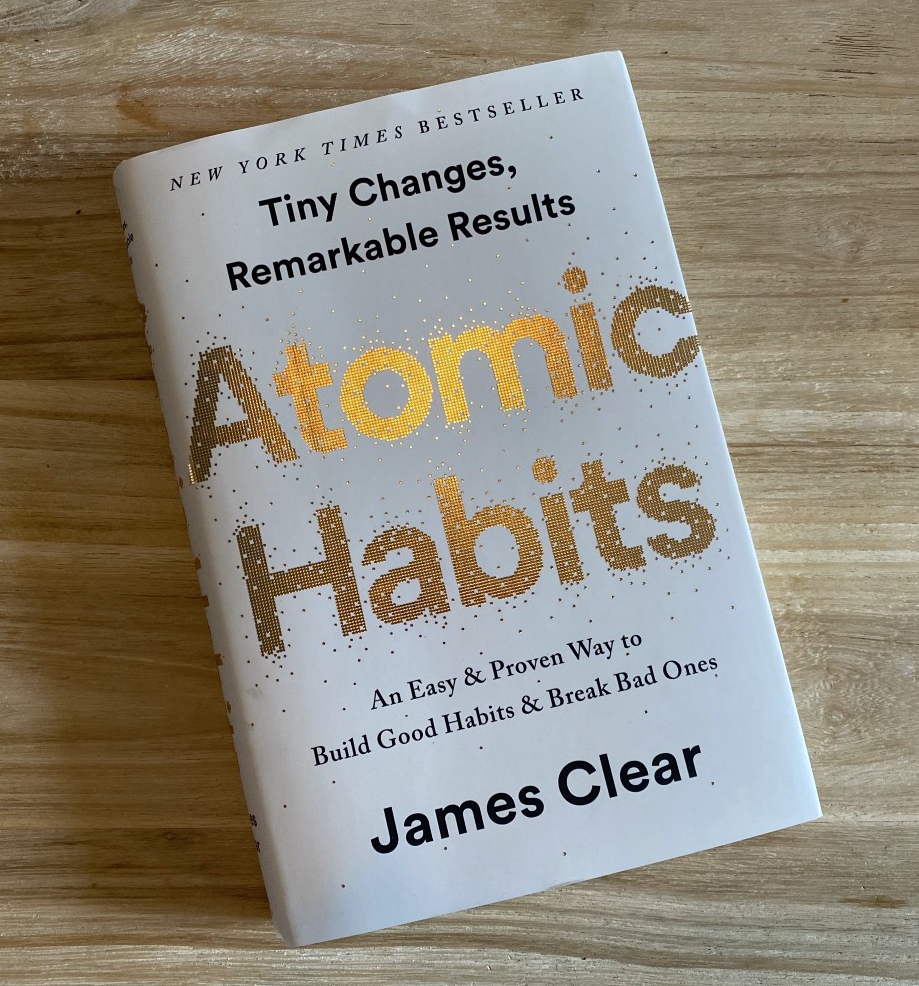 NEW YORK TIMES BESTSELLER
Tiny Changes,
Remarkable Results
Atomic
Habits
An Easy & Proven Way to
Build Good Habits & Break Bad Ones
James Clear